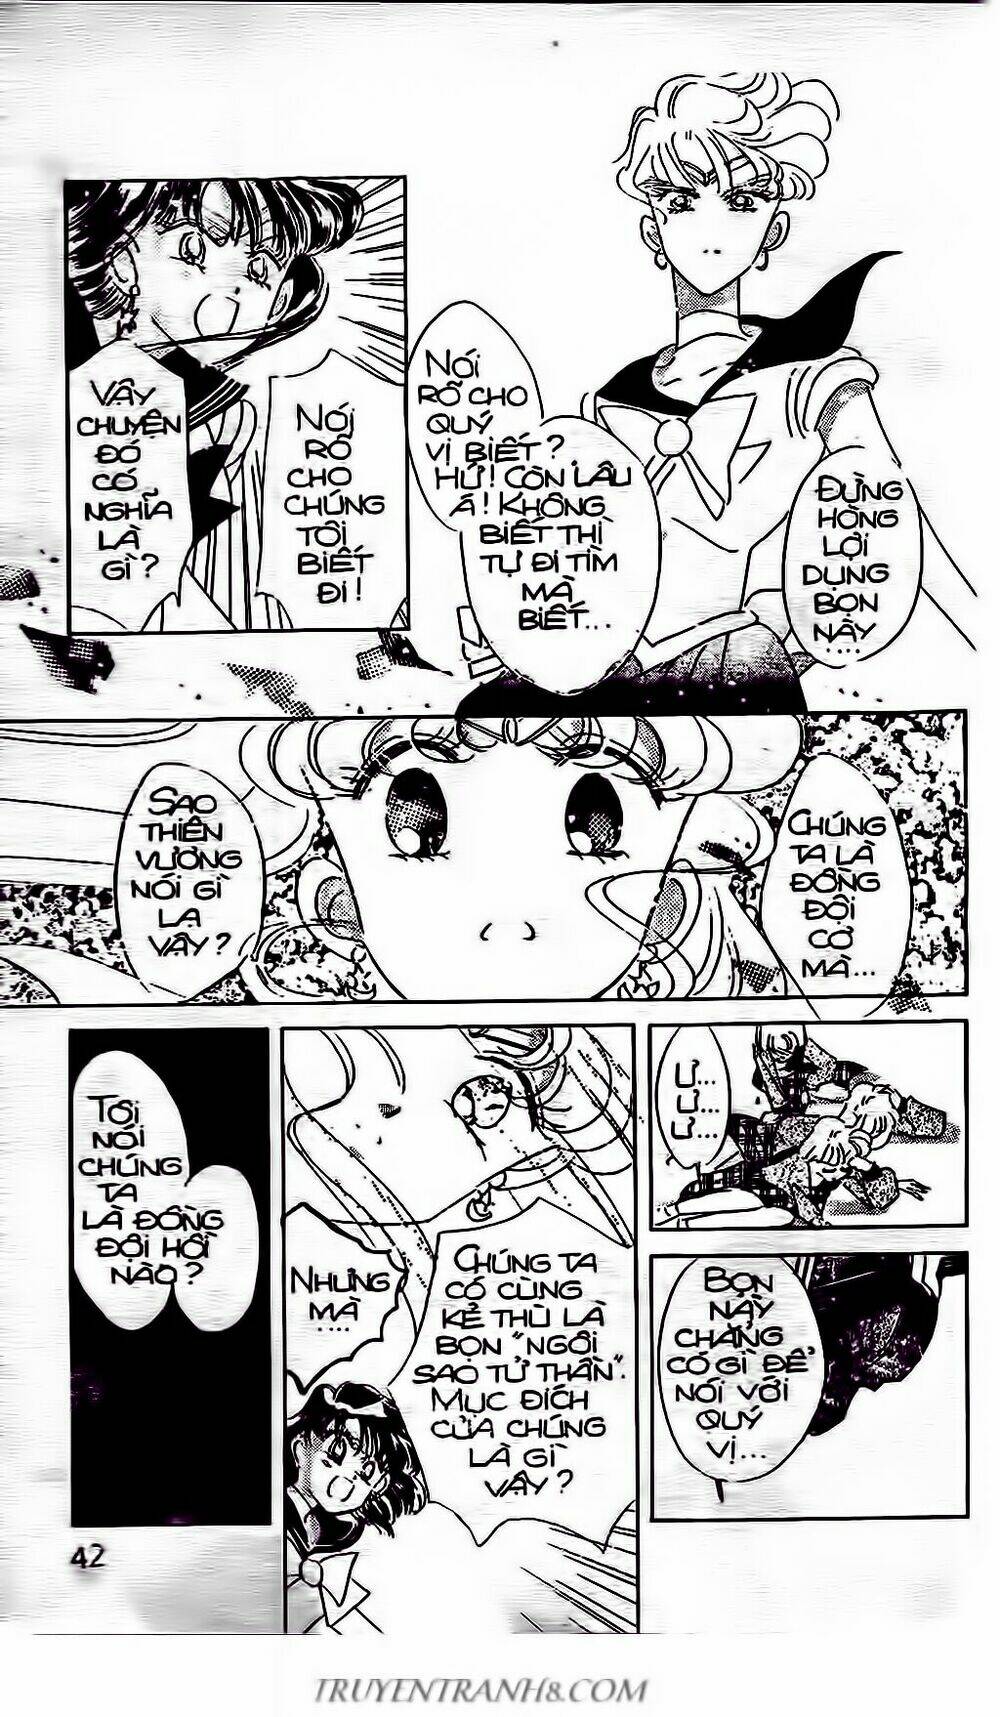 ĐỪNG
HÒNG
LỢI
DỤNG
BỌN
NÀY
....
NÓI
RÕ CHO
QUÝ
VỊ BIẾT?
HỨ! CÒN LÂU
Á! KHÔNG
BIẾT THÌ
TỰ ĐI TÌM
MÀ
BIẾT...
NÓI
RÕ
CHO
CHÚNG
TÔI
BIẾT
ĐI!
VẬY
CHUYỆN
ĐÓ
CÓ
NGHĨA
LÀ
GÌ?
CHÚNG
TA LÀ
ĐỒNG
ĐỘI
CƠ
MÀ...
SAO
THIÊN
VƯƠNG
NÓI GÌ
LẠ
VẬY?
Ư...
Ư...
Ư...
BỌN
NÀY
CHẲNG
CÓ GÌ ĐỂ
NÓI VỚI
QUÝ
VỊ...
CHÚNG TA
CÓ CÙNG
KẺ THÙ LÀ
BỌN "NGÔI
SAO TỬ THẦN".
MỤC ĐÍCH
CỦA CHÚNG
LÀ GÌ
VẬY?
NHƯNG
MÀ
....
TÔI
NÓI
CHÚNG
TA
LÀ ĐỒNG
ĐỘI HỒI
NÀO?
42
TRUYENTRANH8.COM